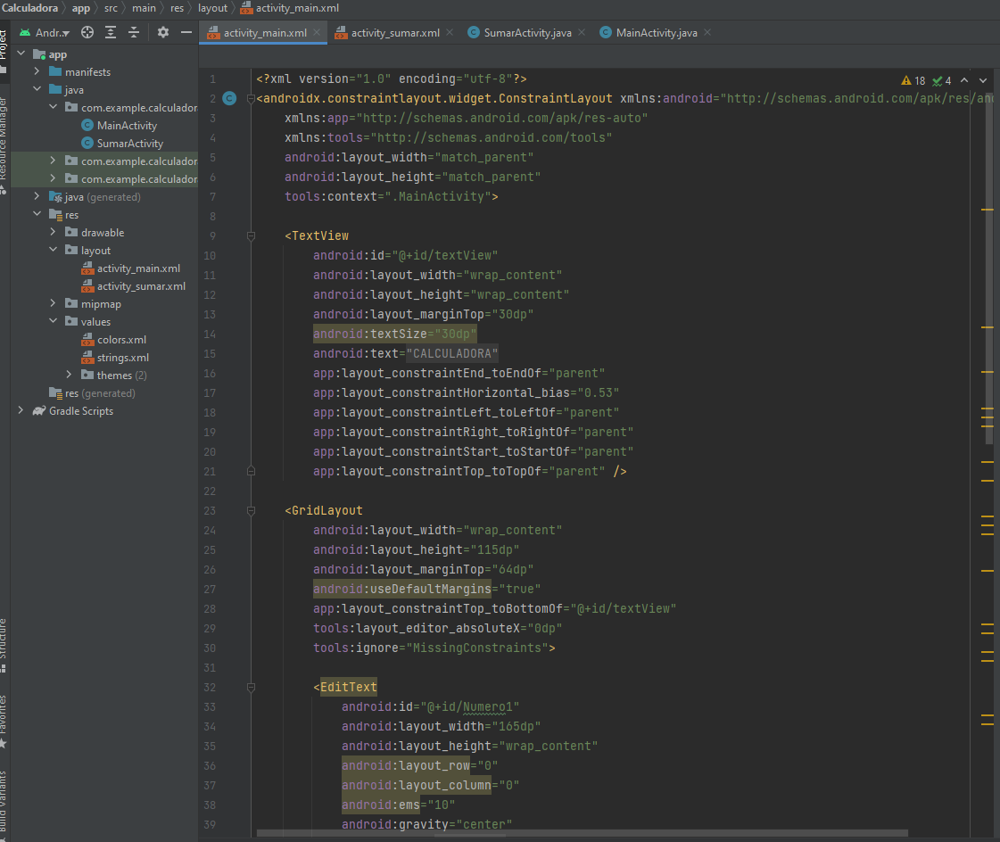 Calculadora app src main res layout activity_main.xml
Andr..
activity_main.xml activity_sumar.xml SumarActivity.java MainActivity.java
Project
Resource Manager
Structure
Favorites
Build Variants
app
manifests
java
com.example.calculador
MainActivity
SumarActivity
com.example.calculador
com.example.calculador
java (generated)
res
drawable
layout
activity_main.xml
activity_sumar.xml
mipmap
values
colors.xml
strings.xml
themes (2)
res (generated)
Gradle Scripts
18 4
1 <?xml version="1.0" encoding="utf-8"?>
2 <androidx.constraintlayout.widget.ConstraintLayout xmlns:android="http://schemas.android.com/apk/res/an
3 xmlns:app="http://schemas.android.com/apk/res-auto"
4 xmlns:tools="http://schemas.android.com/tools"
5 android:layout_width="match_parent"
6 android:layout_height="match_parent"
7 tools:context=".MainActivity">
8
9 <TextView
10 android:id="@+id/textView"
11 android:layout_width="wrap_content"
12 android:layout_height="wrap_content"
13 android:layout_marginTop="30dp"
14 android:textSize="30dp"
15 android:text="CALCULADORA"
16 app:layout_constraintEnd_toEndOf="parent"
17 app:layout_constraintHorizontal_bias="0.53"
18 app:layout_constraintLeft_toLeftOf="parent"
19 app:layout_constraintRight_toRightOf="parent"
20 app:layout_constraintStart_toStartOf="parent"
21 app:layout_constraintTop_toTopOf="parent" />
22
23 <GridLayout
24 android:layout_width="wrap_content"
25 android:layout_height="115dp"
26 android:layout_marginTop="64dp"
27 android:useDefaultMargins="true"
28 app:layout_constraintTop_toBottomOf="@+id/textView"
29 tools:layout_editor_absoluteX="0dp"
30 tools:ignore="MissingConstraints">
31
32 <EditText
33 android:id="@+id/Numero1"
34 android:layout_width="165dp"
35 android:layout_height="wrap_content"
36 android:layout_row="0"
37 android:layout_column="0"
38 android:ems="10"
39 android:gravity="center"